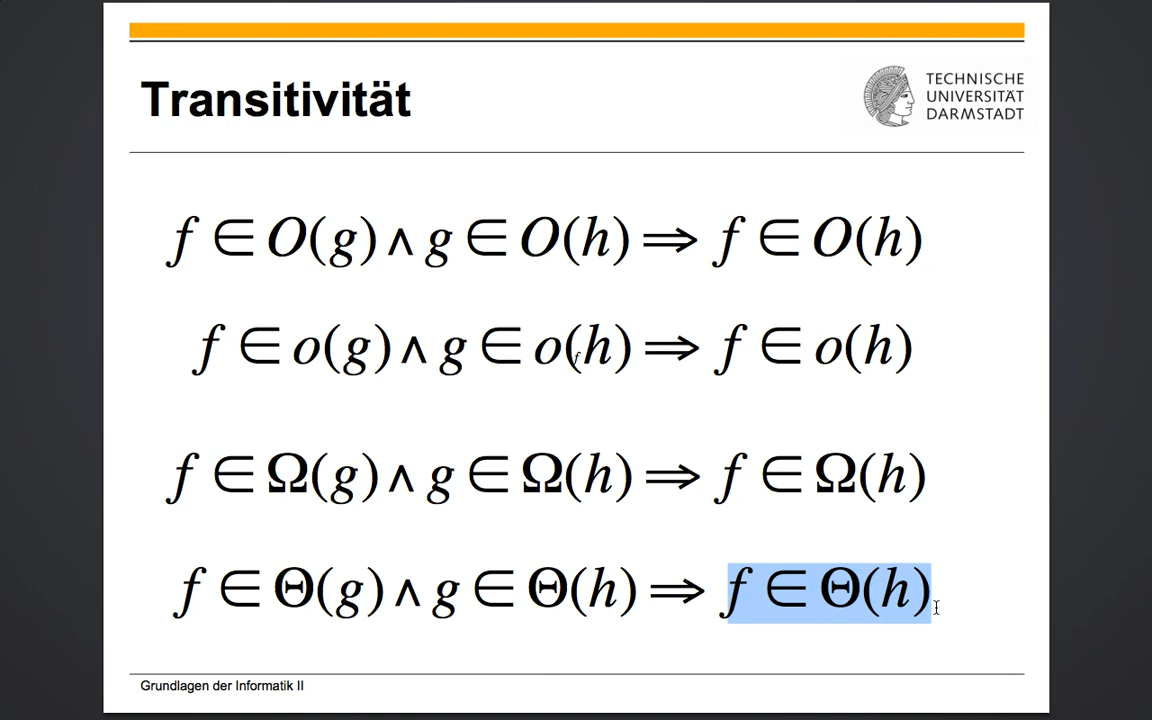 Transitivität
TECHNISCHE
UNIVERSITÄT
DARMSTADT
f ∈ O(g) ∧ g ∈ O(h) ⇒ f ∈ O(h)
f ∈ o(g) ∧ g ∈ o(h) ⇒ f ∈ o(h)
f ∈ Ω(g) ∧ g ∈ Ω(h) ⇒ f ∈ Ω(h)
f ∈ Θ(g) ∧ g ∈ Θ(h) ⇒ f ∈ Θ(h)
Grundlagen der Informatik II